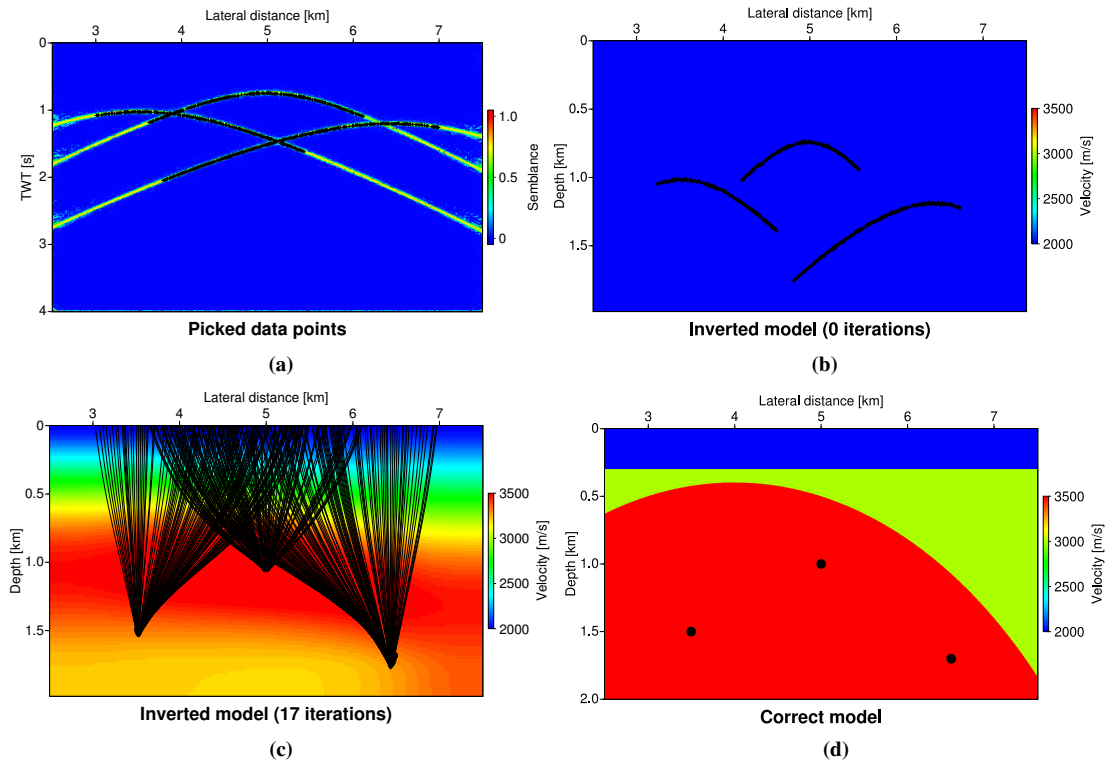 Lateral distance [km]
3 4 5 6 7
0
1
2
3
4
TWT [s]
1.0
0.5
0
Semblance
Picked data points
(a)
Lateral distance [km]
3 4 5 6 7
0
0.5
1.0
1.5
Depth [km]
3500
3000
2500
2000
Velocity [m/s]
Inverted model (0 iterations)
(b)
Lateral distance [km]
3 4 5 6 7
0
0.5
1.0
1.5
Depth [km]
3500
3000
2500
2000
Velocity [m/s]
Inverted model (17 iterations)
(c)
Lateral distance [km]
3 4 5 6 7
0
0.5
1.0
1.5
2.0
Depth [km]
3500
3000
2500
2000
Velocity [m/s]
Correct model
(d)